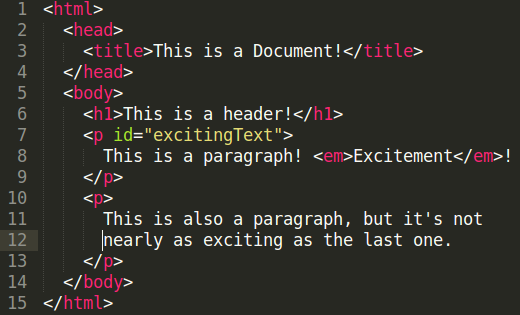 1 <html>
2   <head>
3     <title>This is a Document!</title>
4   </head>
5   <body>
6     <h1>This is a header!</h1>
7     <p id="excitingText">
8       This is a paragraph! <em>Excitement</em>!
9     </p>
10     <p>
11       This is also a paragraph, but it's not
12       nearly as exciting as the last one.
13     </p>
14   </body>
15 </html>